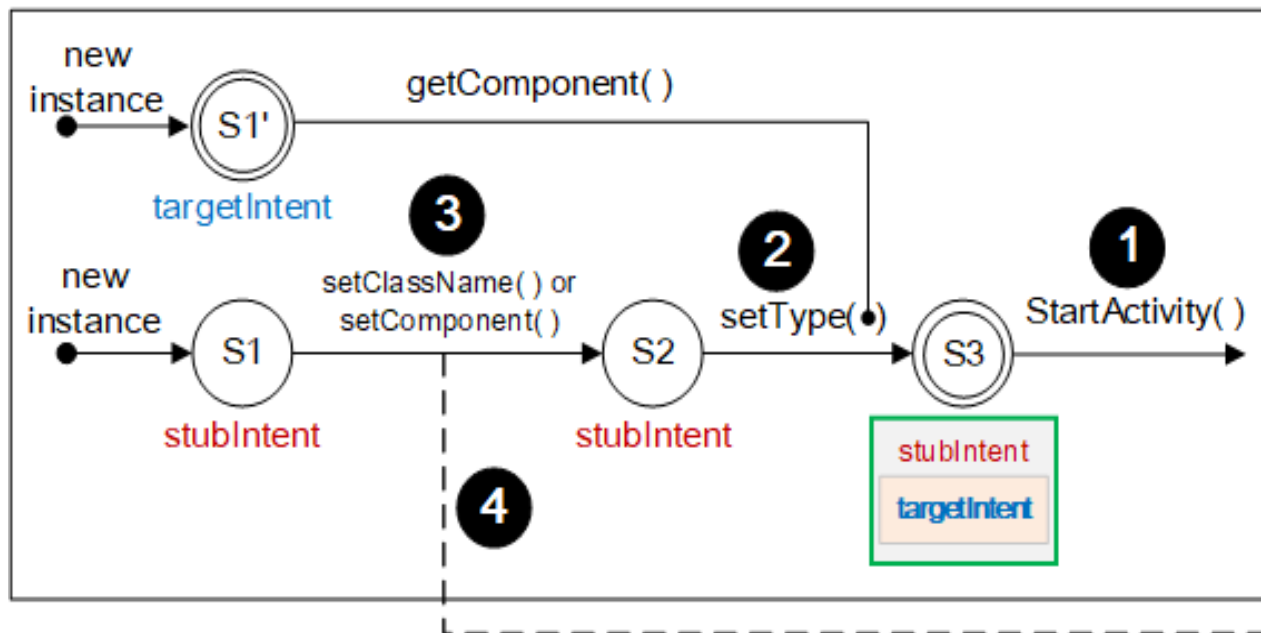 new
instance
S1'
getComponent( )
targetIntent
3
2
1
new
instance
setClassName( ) or
setComponent( )
setType( )
StartActivity( )
S1
S2
S3
stubIntent
stubIntent
stubIntent
targetIntent
4